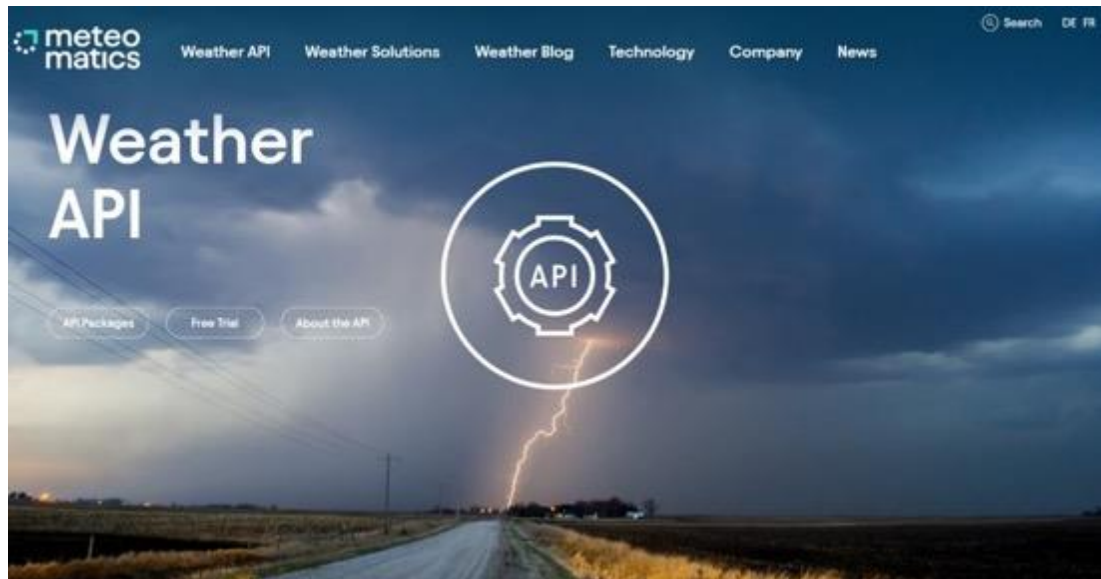 meteo
matics
Weather API Weather Solutions Weather Blog Technology Company News
Search DE FR
Weather
API
API
API Packages Free Trial About the API